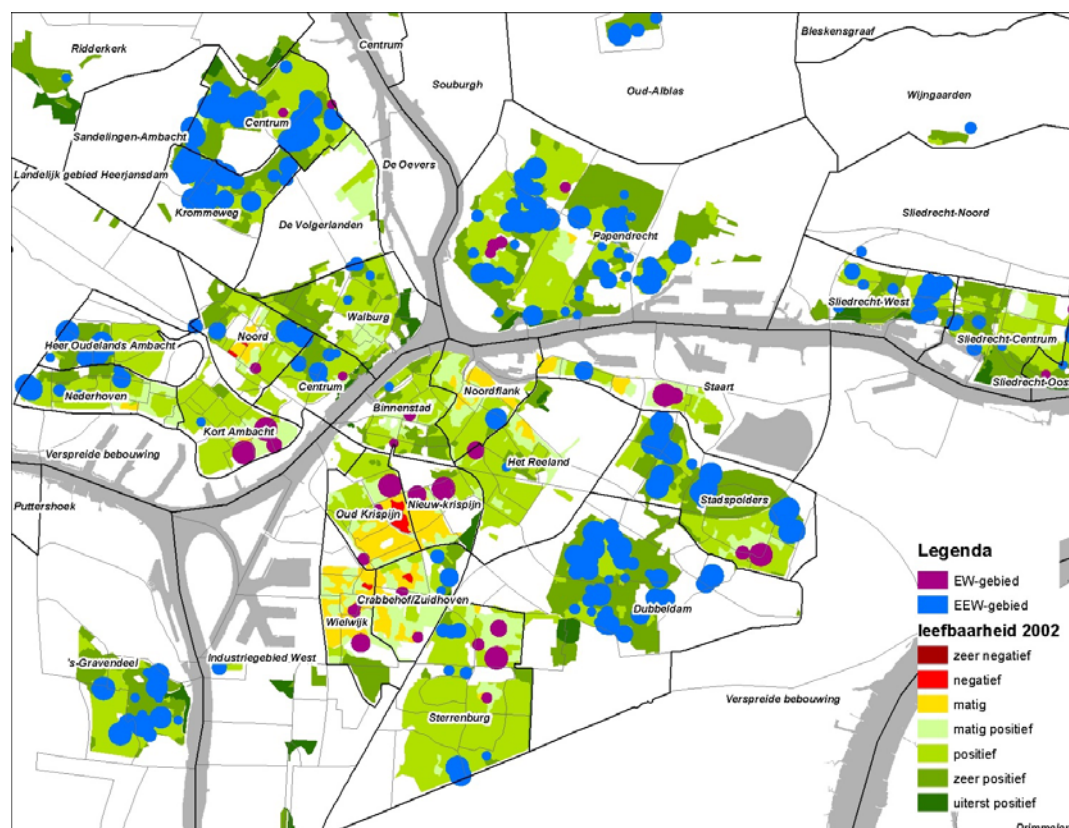 Ridderkerk
Centrum
Bleskensgraaf
Souburgh
Oud-Alblas
Wijngaarden
Centrum
Sandelingen-Ambacht
De Oevers
Landelijk gebied Heerjansdam
Krommeweg
De Volgerlanden
Sliedrecht-Noord
Papendrecht
Sliedrecht-West
Walburg
Noord
Heer Oudelands Ambacht
Sliedrecht-Centrum
Sliedrecht-Oost
Centrum
Staart
Nederhoven
Noordflank
Binnenstad
Kort Ambacht
Verspreide bebouwing
Het Reeland
Stadspolders
Puttershoek
Nieuw-krispijn
Oud Krispijn
Crabbehof/Zuidhoven
Wielwijk
Dubbeldam
's-Gravendeel
Industriegebied West
Verspreide bebouwing
Sterrenburg
Legenda
EW-gebied
EEW-gebied
leefbaarheid 2002
zeer negatief
negatief
matig
matig positief
positief
zeer positief
uiterst positief